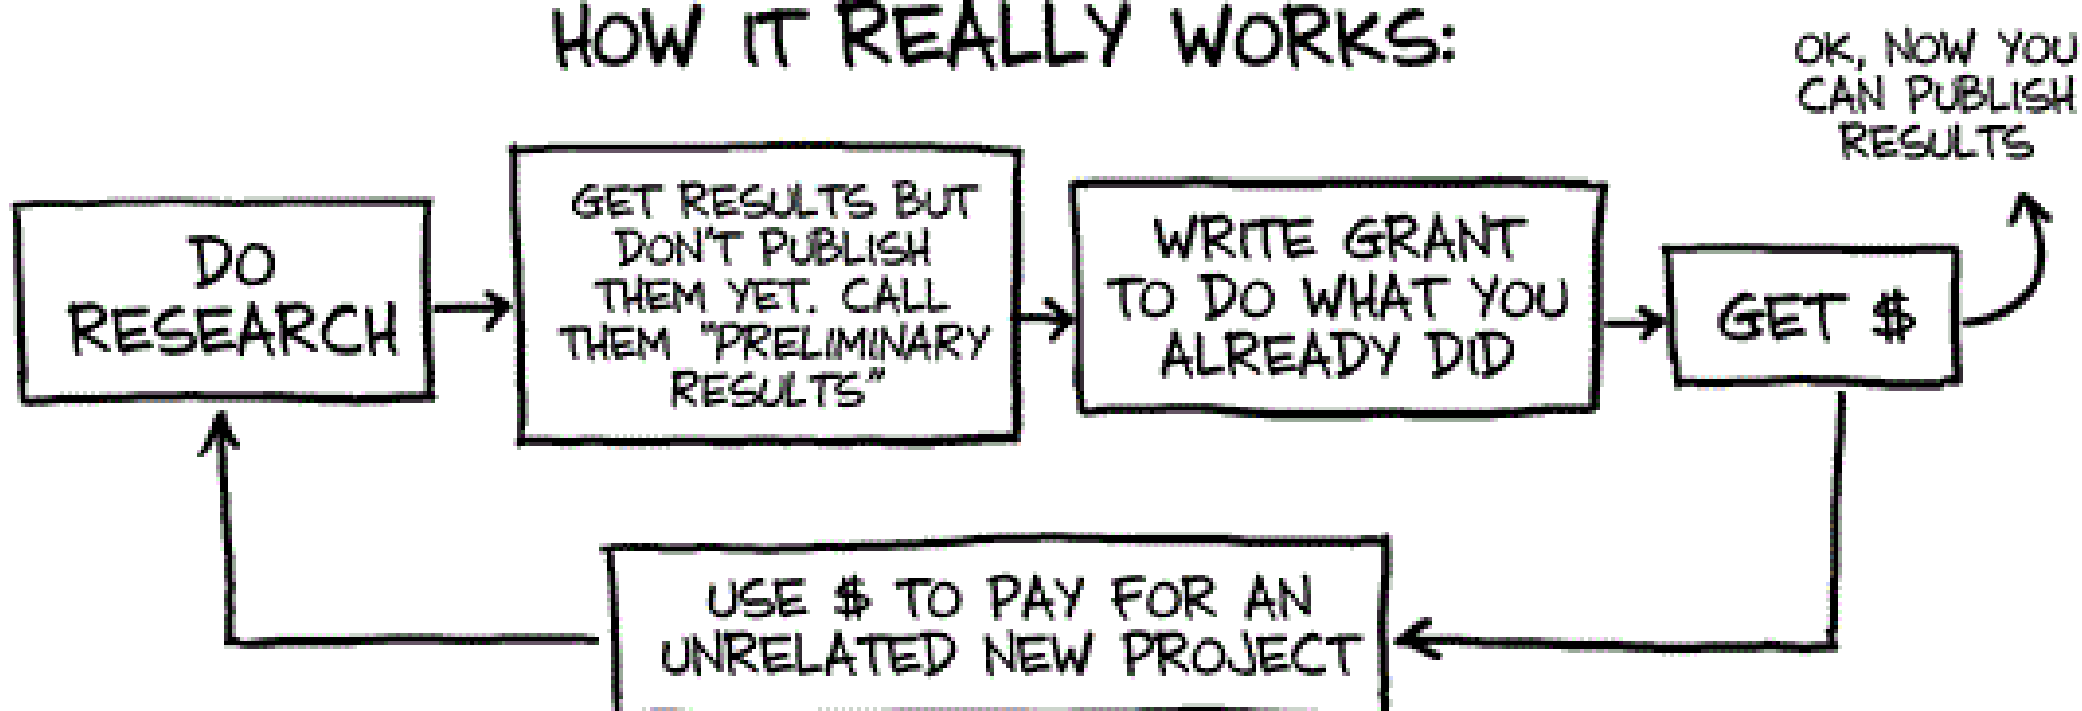 HOW IT REALLY WORKS:
OK, NOW YOU
CAN PUBLISH
RESULTS
DO
RESEARCH
GET RESULTS BUT
DON'T PUBLISH
THEM YET. CALL
THEM "PRELIMINARY
RESULTS"
WRITE GRANT
TO DO WHAT YOU
ALREADY DID
GET $
USE $ TO PAY FOR AN
UNRELATED NEW PROJECT